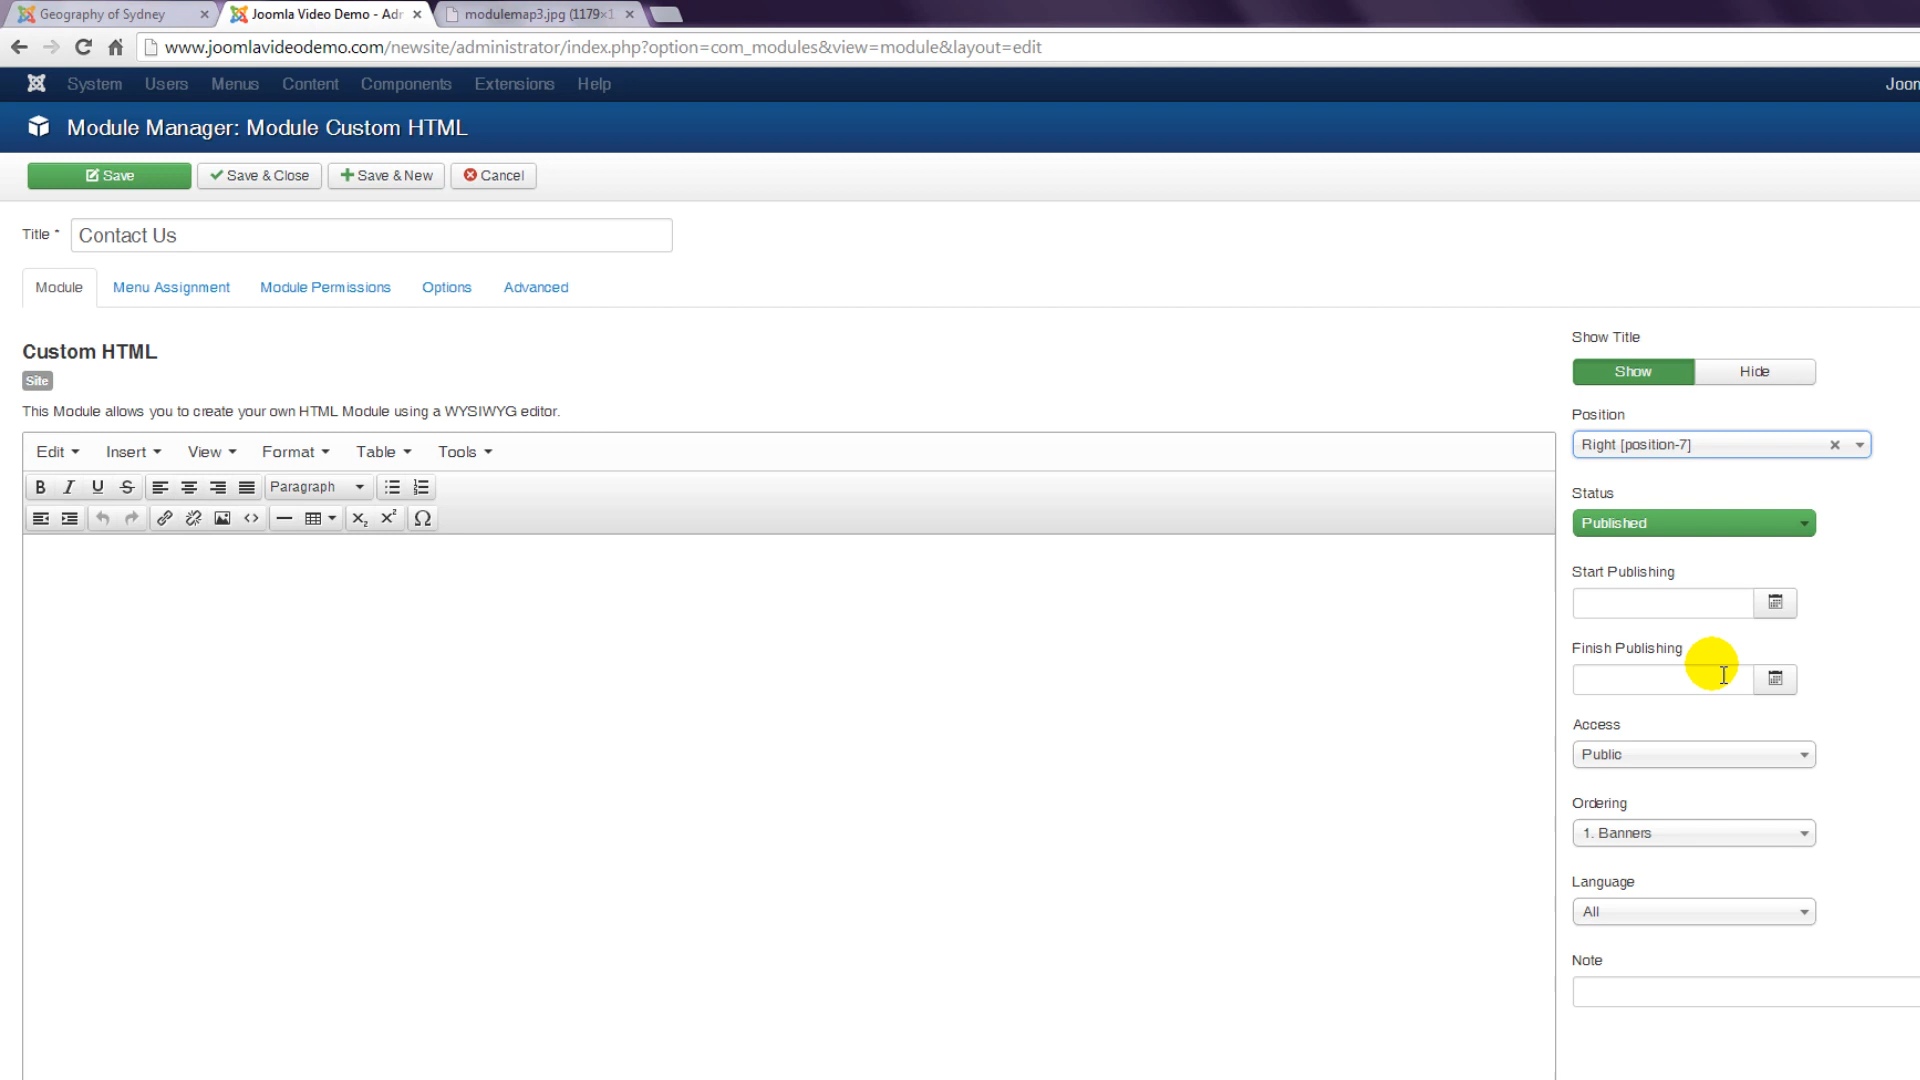 Geography of Sydney
Joomla Video Demo - Adr
modulemap3.jpg (1179×1
www.joomlavideodemo.com/newsite/administrator/index.php?option=com_modules&view=module&layout=edit
System Users Menus Content Components Extensions Help
Joon
Module Manager: Module Custom HTML
Save Save & Close Save & New Cancel
Title * Contact Us
Module Menu Assignment Module Permissions Options Advanced
Custom HTML
Site
This Module allows you to create your own HTML Module using a WYSIWYG editor.
Edit Insert View Format Table Tools
B I U S Paragraph
Show Title
Show Hide
Position
Right [position-7]
Status
Published
Start Publishing
Finish Publishing
Access
Public
Ordering
1. Banners
Language
All
Note